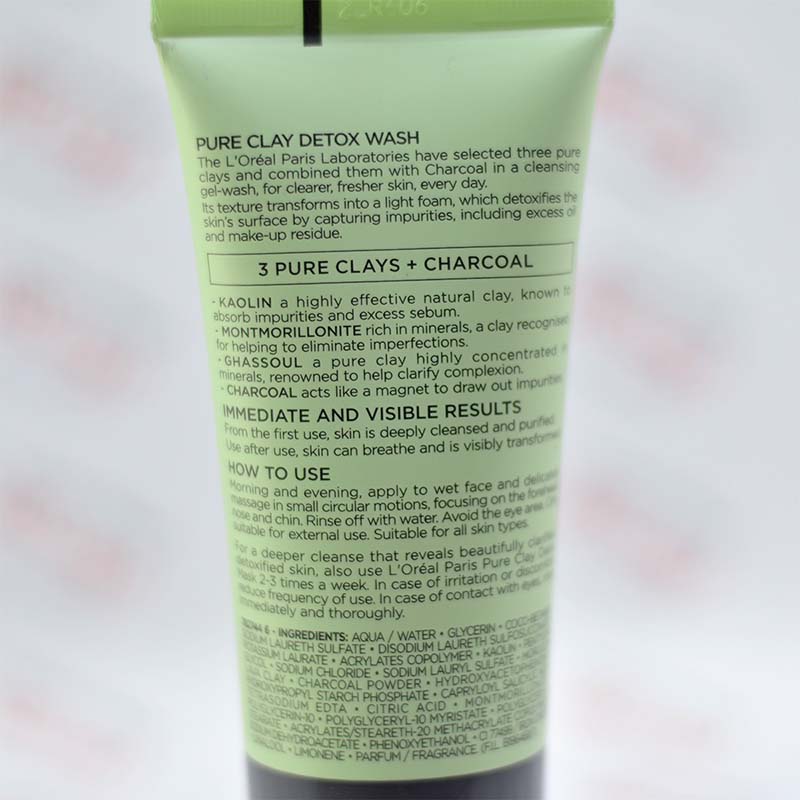 PURE CLAY DETOX WASH
The L'Oréal Paris Laboratories have selected three pure
clays and combined them with Charcoal in a cleansing
gel-wash, for clearer, fresher skin, every day.
Its texture transforms into a light foam, which detoxifies the
skin's surface by capturing impurities, including excess oil
and make-up residue.
3 PURE CLAYS + CHARCOAL
• KAOLIN a highly effective natural clay, known to
absorb impurities and excess sebum.
• MONTMORILLONITE rich in minerals, a clay recognised
for helping to eliminate imperfections.
• GHASSOUL a pure clay highly concentrated in
minerals, renowned to help clarify complexion.
• CHARCOAL acts like a magnet to draw out impurities
IMMEDIATE AND VISIBLE RESULTS
From the first use, skin is deeply cleansed and purified.
Use after use, skin can breathe and is visibly transformed
HOW TO USE
Morning and evening, apply to wet face and delicately
massage in small circular motions, focusing on the forehead,
nose and chin. Rinse off with water. Avoid the eye area.
suitable for external use. Suitable for all skin types.
For a deeper cleanse that reveals beautifully
detoxified skin, also use L'Oréal Paris Pure Clay
Mask 2-3 times a week. In case of irritation or
reduce frequency of use. In case of contact with eyes,
immediately and thoroughly.
INGREDIENTS: AQUA / WATER • GLYCERIN •
SODIUM LAURETH SULFATE • DISODIUM LAURETH
POTASSIUM LAURATE • ACRYLATES COPOLYMER • KAOLIN •
GLYCOL • SODIUM CHLORIDE • SODIUM LAURYL SULFATE •
CLAY • CHARCOAL POWDER •
STARCH PHOSPHATE • CAPRYLOYL
EDTA • CITRIC ACID •
POLYGLYCERYL-10 MYRISTATE •
ACRYLATES/STEARETH-20 METHACRYLATE
PHENOXYETHANOL • CI 77499
LINALOOL • LIMONENE • PARFUM / FRAGRANCE (F.I.L.